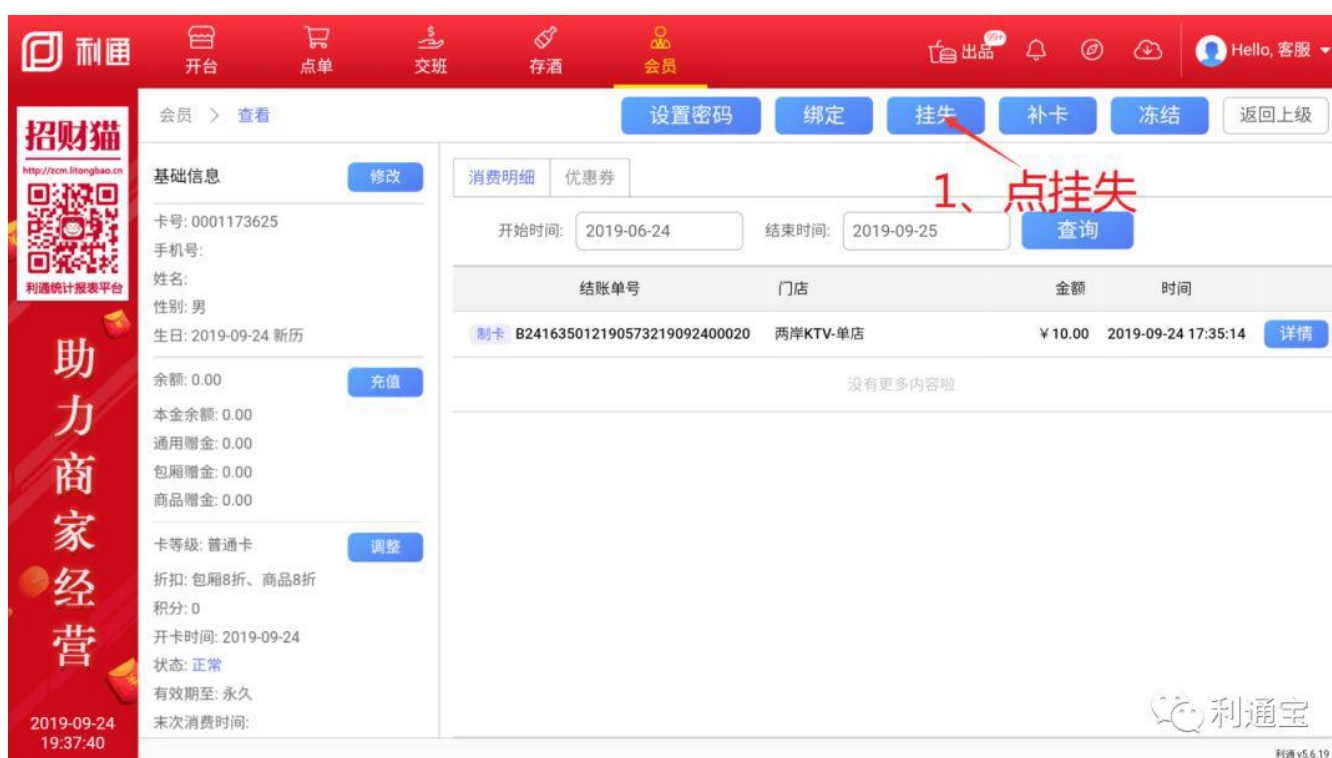 利通
开台
点单
交班
存酒
会员
出品
99+
Hello, 客服
招财猫
http://zcm.litongbao.cn
利通统计报表平台
助力商家经营
2019-09-24
19:37:40
会员 > 查看
设置密码
绑定
挂失
补卡
冻结
返回上级
1、点挂失
基础信息
修改
卡号: 0001173625
手机号:
姓名:
性别: 男
生日: 2019-09-24 新历
余额: 0.00
充值
本金余额: 0.00
通用赠金: 0.00
包厢赠金: 0.00
商品赠金: 0.00
卡等级: 普通卡
调整
折扣: 包厢8折、商品8折
积分: 0
开卡时间: 2019-09-24
状态: 正常
有效期至: 永久
末次消费时间:
消费明细
优惠券
开始时间: 2019-06-24
结束时间: 2019-09-25
查询
结账单号 门店 金额 时间
制卡 B24163501219057321909240​0020 两岸KTV-单店 ¥10.00 2019-09-24 17:35:14 详情
没有更多内容啦
利通宝
利通 v5.6.19